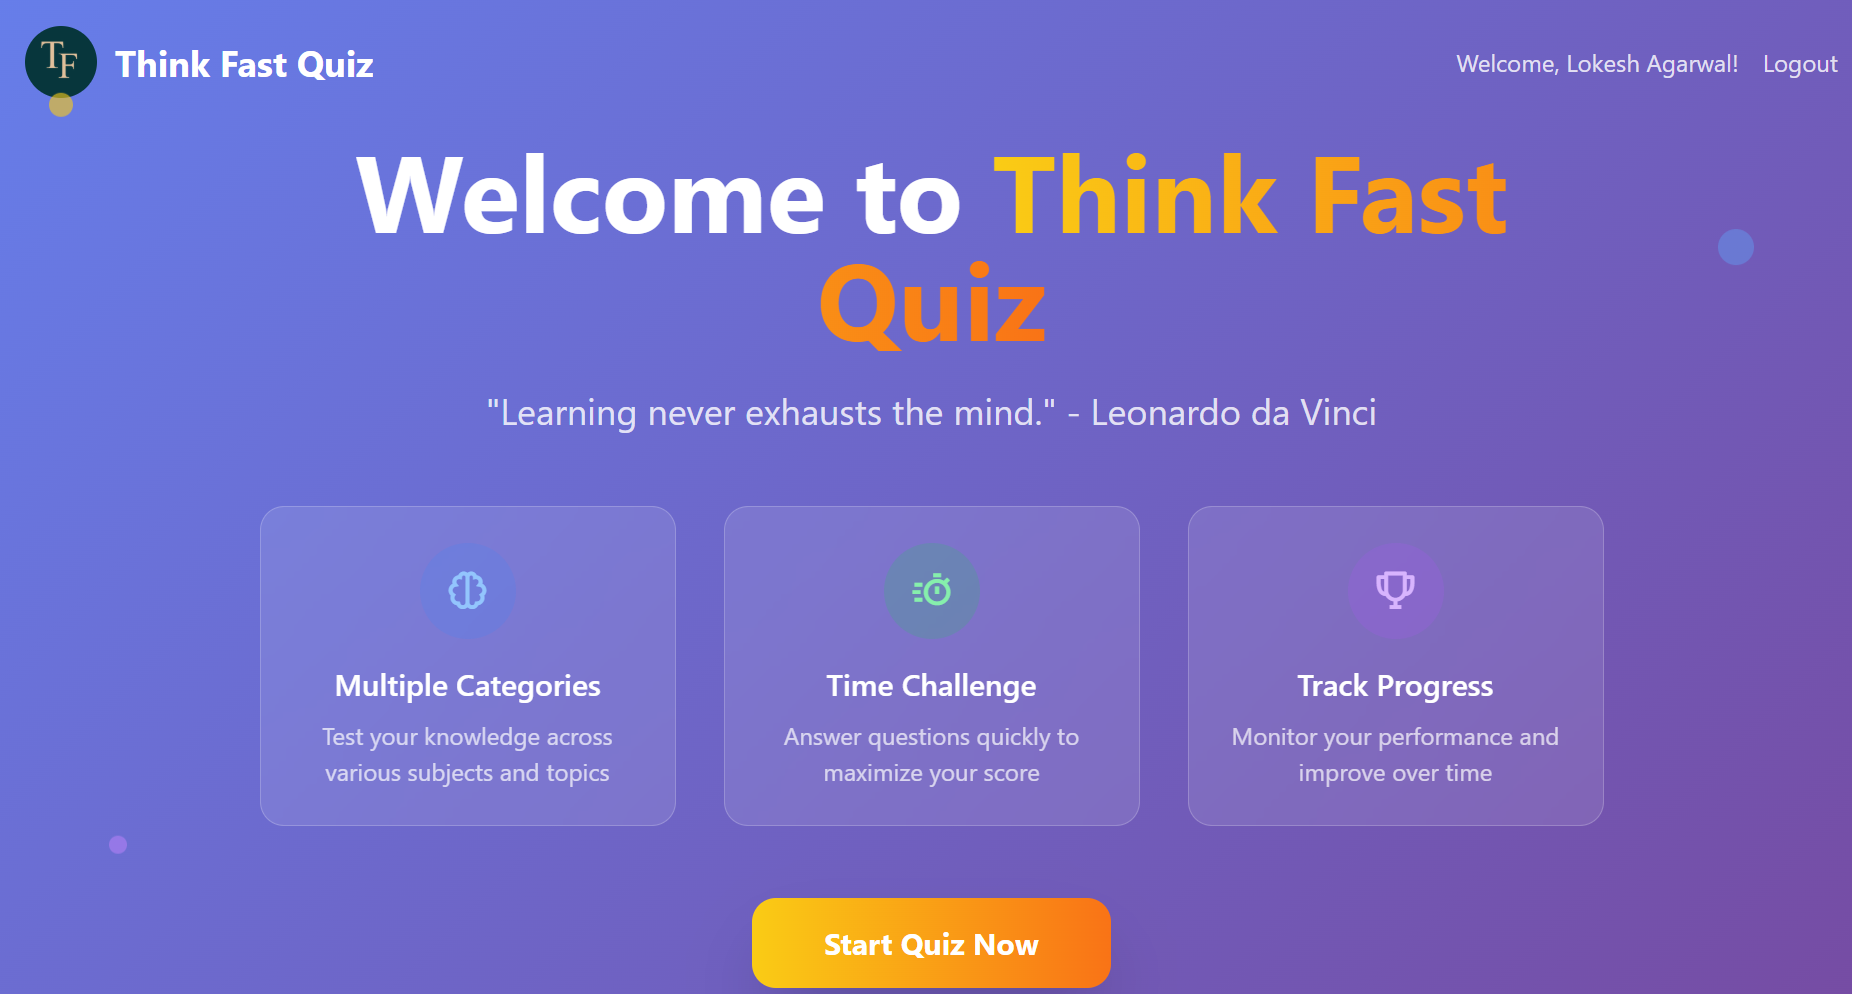 TF
Think Fast Quiz
Welcome, Lokesh Agarwal!
Logout
Welcome to Think Fast
Quiz
"Learning never exhausts the mind." - Leonardo da Vinci
Multiple Categories
Test your knowledge across
various subjects and topics
Time Challenge
Answer questions quickly to
maximize your score
Track Progress
Monitor your performance and
improve over time
Start Quiz Now